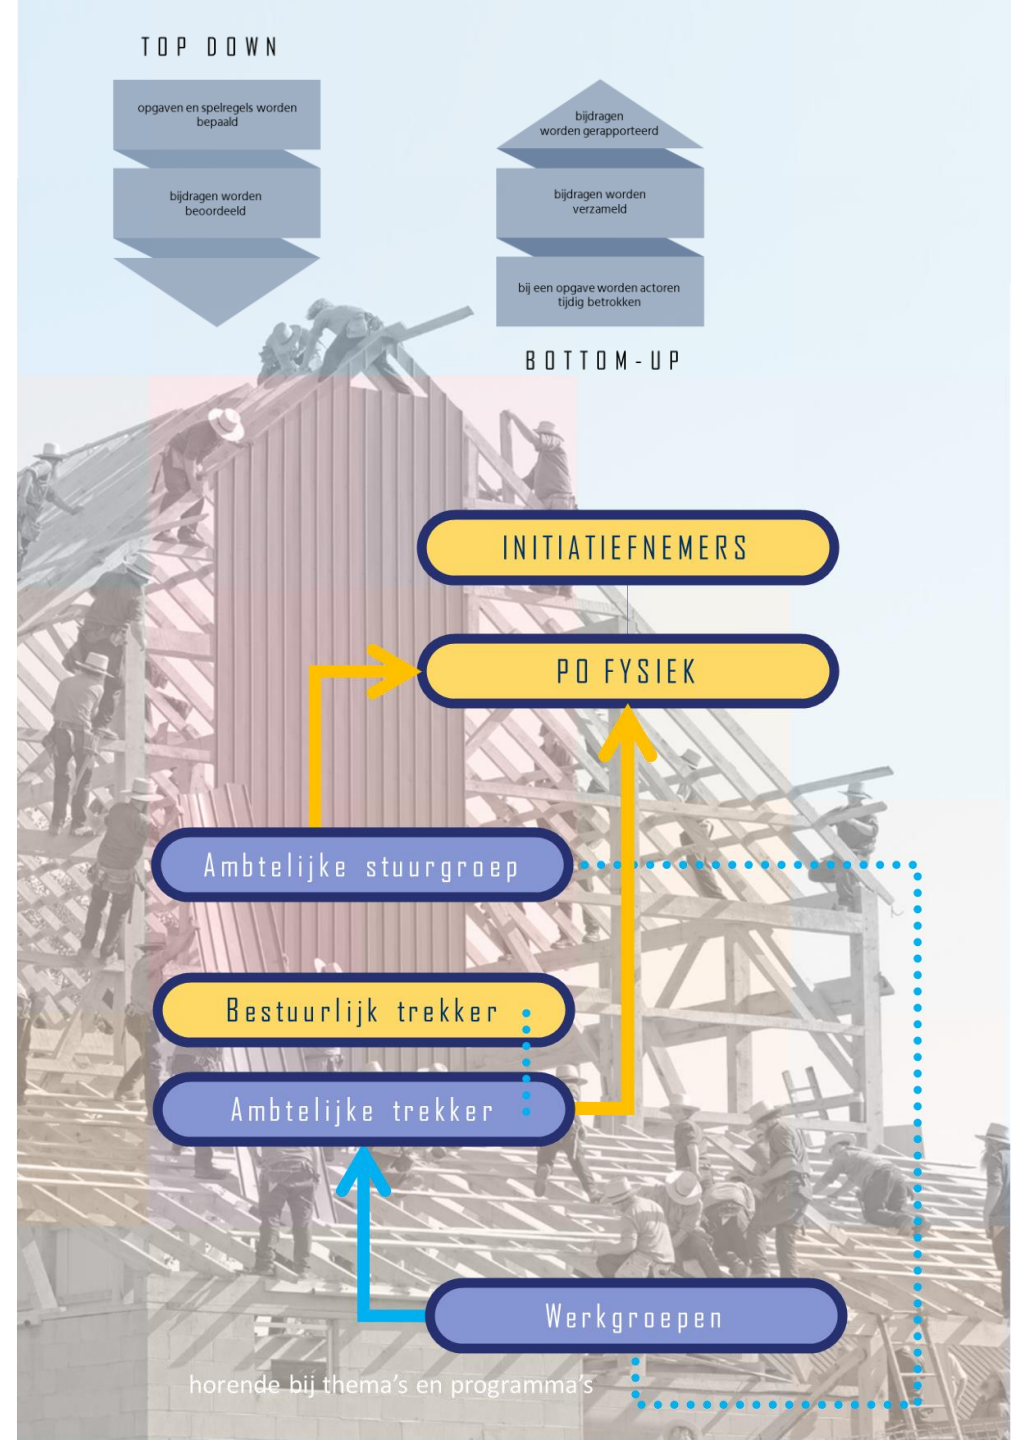 TOP DOWN
opgaven en spelregels worden
bepaald
bijdragen worden
beoordeeld
bijdragen
worden gerapporteerd
bijdragen worden
verzameld
bij een opgave worden actoren
tijdig betrokken
BOTTOM-UP
INITIATIEFNEMERS
PO FYSIEK
Ambtelijke stuurgroep
Bestuurlijk trekker
Ambtelijke trekker
Werkgroepen
horende bij thema's en programma's